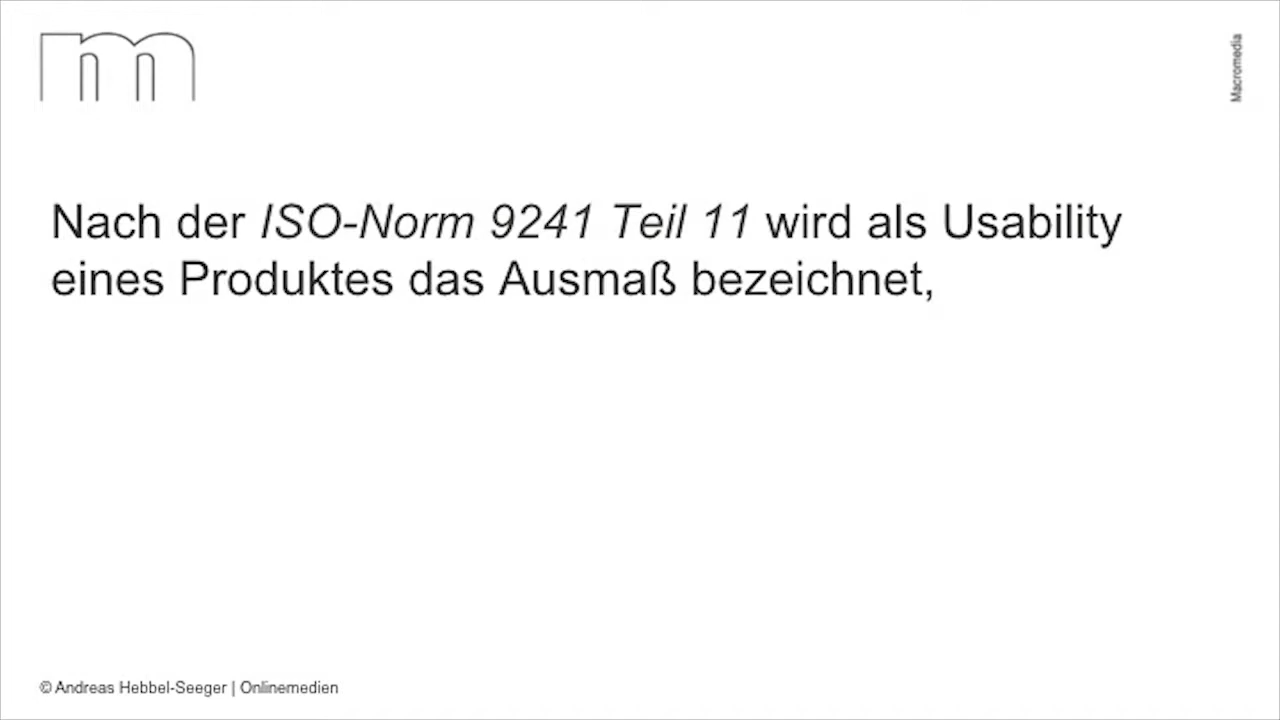 m
Macromedia
Nach der ISO-Norm 9241 Teil 11 wird als Usability
eines Produktes das Ausmaß bezeichnet,
© Andreas Hebbel-Seeger | Onlinemedien